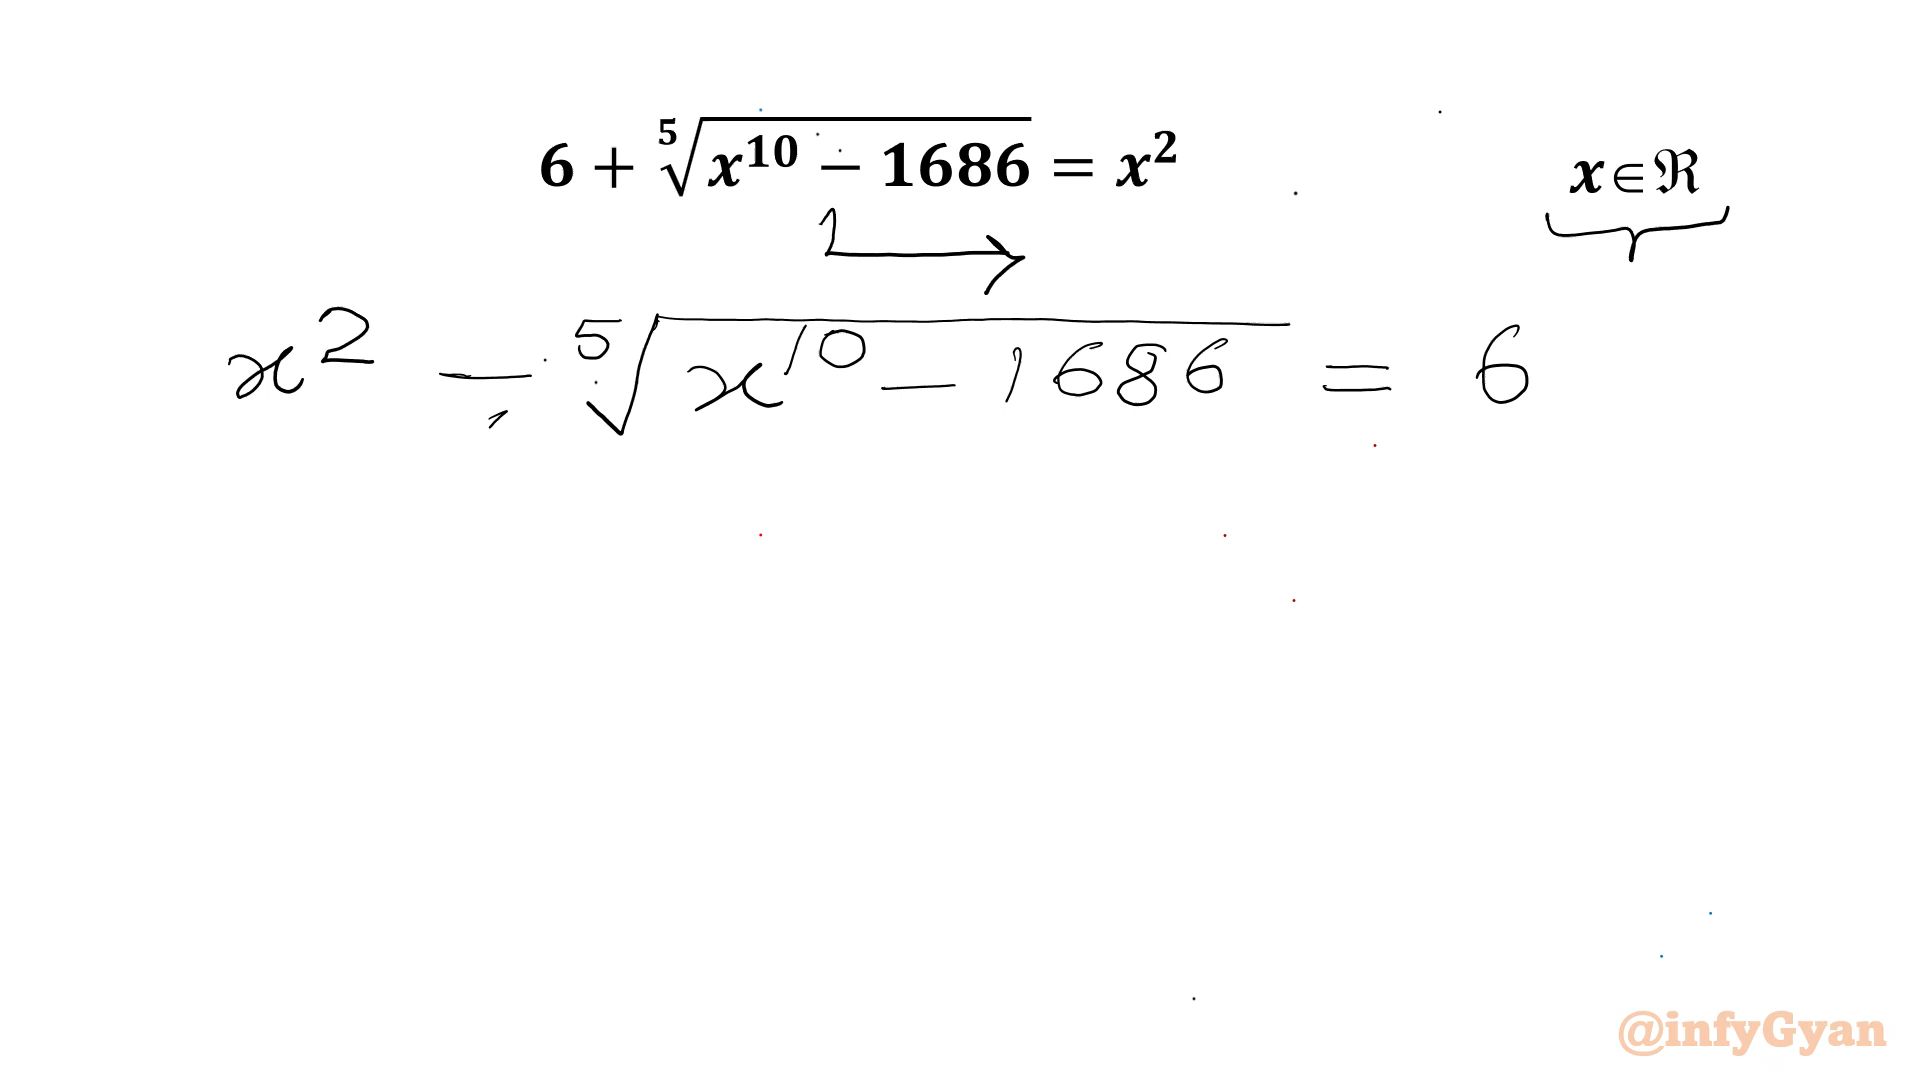 6 + ⁵√(x¹⁰ − 1686) = x²
x ∈ ℜ
x² − ⁵√(x¹⁰ − 1686) = 6
@infyGyan